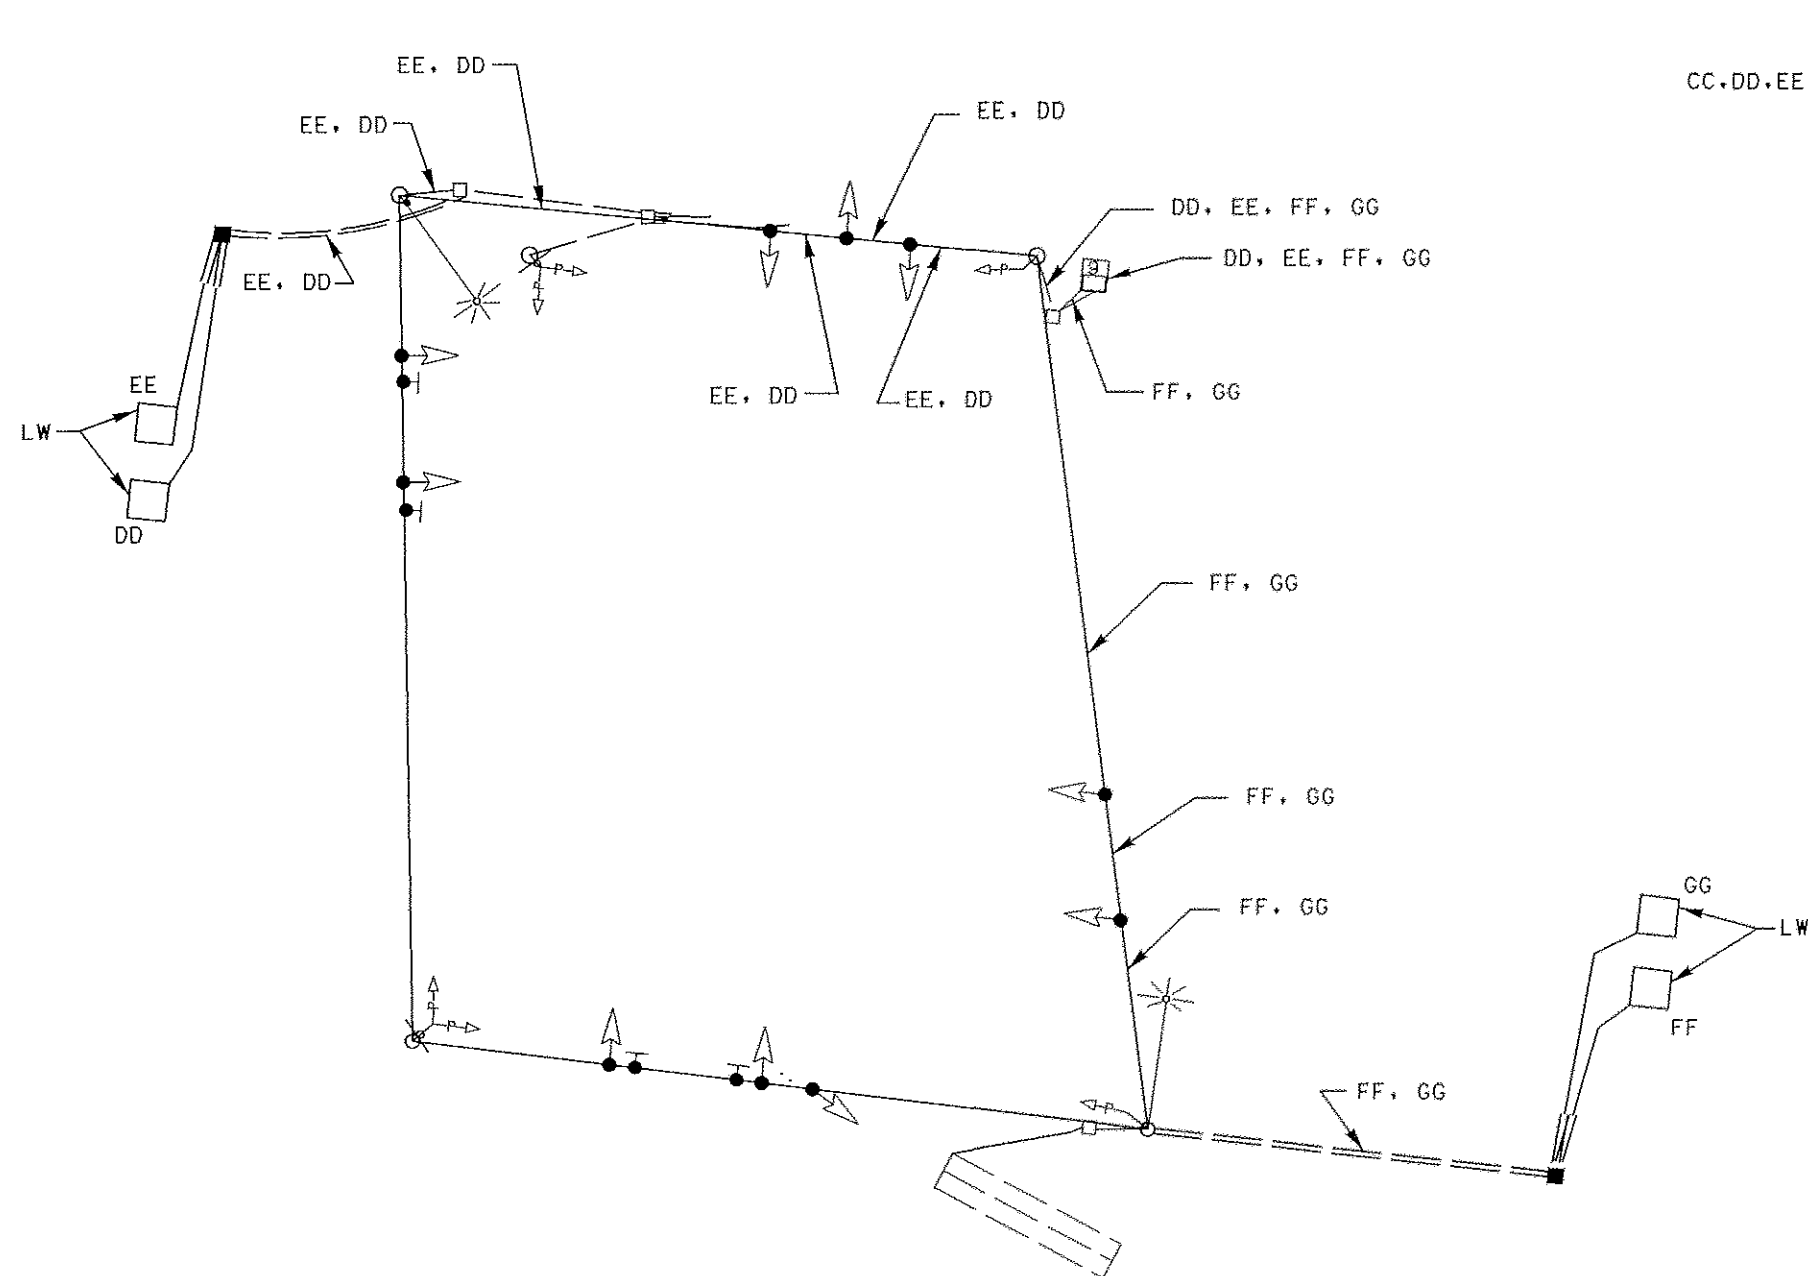 EE, DD
CC,DD,EE
EE, DD
EE, DD
DD, EE, FF, GG
DD, EE, FF, GG
P
P
P
EE, DD
EE
EE, DD
EE, DD
FF, GG
LW
DD
FF, GG
FF, GG
GG
FF, GG
LW
P
P
FF
FF, GG
P